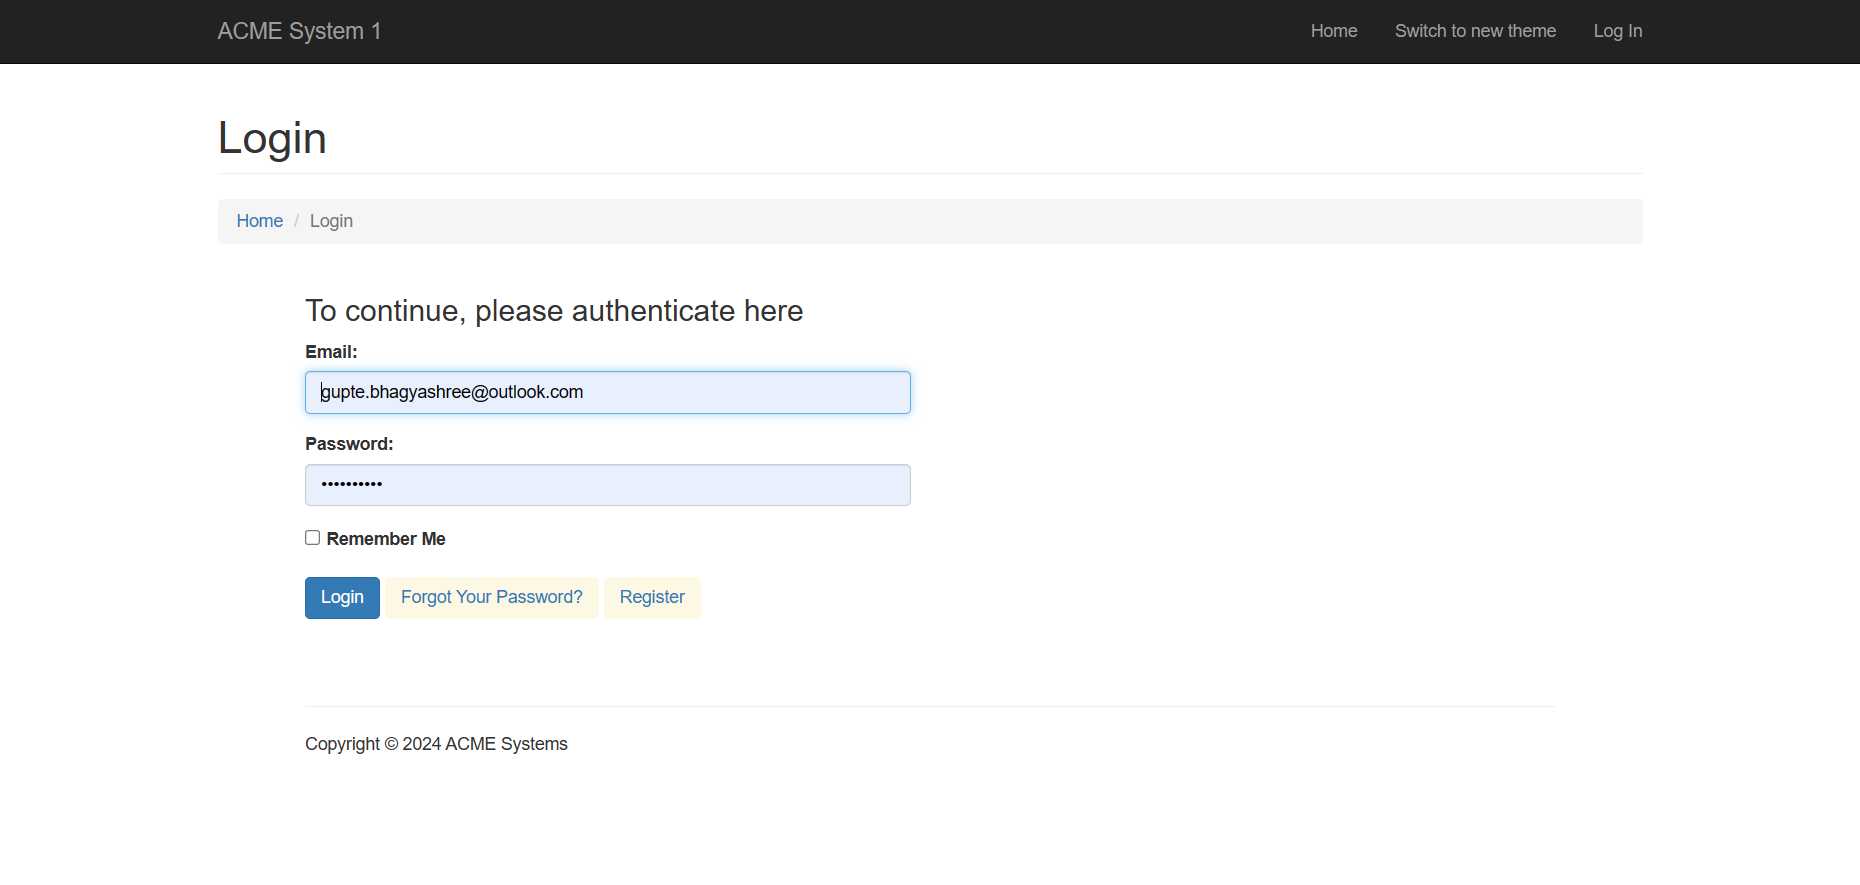 ACME System 1 Home Switch to new theme Log In
Login
Home / Login
To continue, please authenticate here
Email:
gupte.bhagyashree@outlook.com
Password:
••••••••••
Remember Me
Login Forgot Your Password? Register
Copyright © 2024 ACME Systems